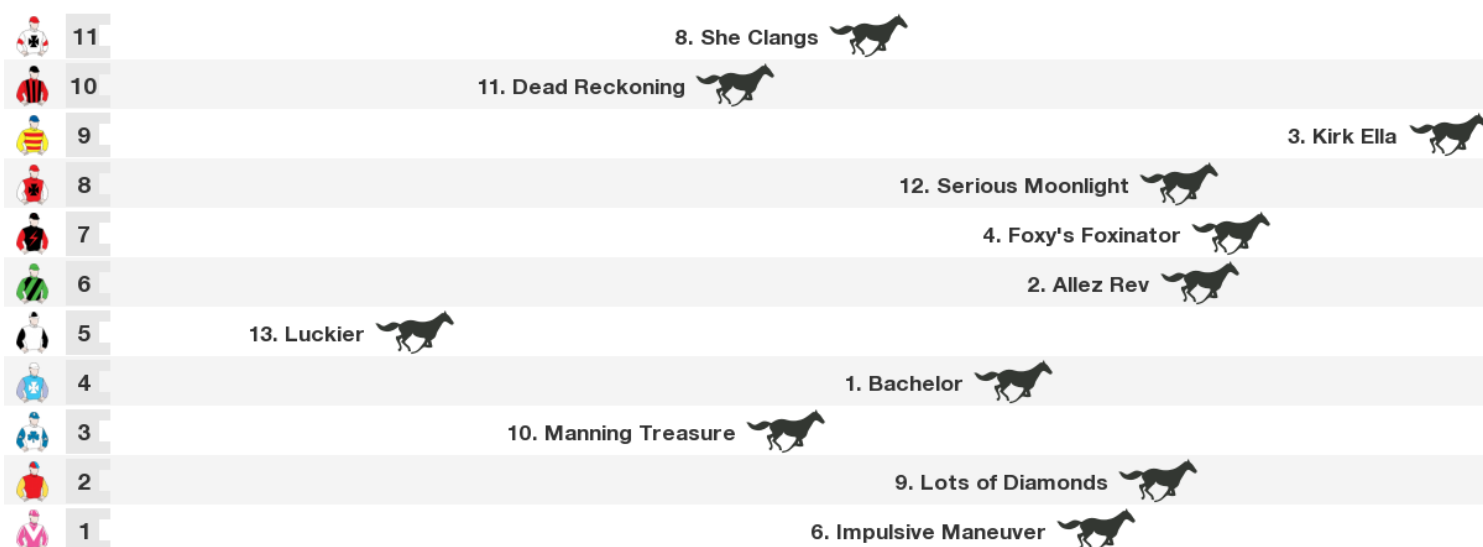 11 8. She Clangs
10 11. Dead Reckoning
9 3. Kirk Ella
8 12. Serious Moonlight
7 4. Foxy's Foxinator
6 2. Allez Rev
5 13. Luckier
4 1. Bachelor
3 10. Manning Treasure
2 9. Lots of Diamonds
1 6. Impulsive Maneuver